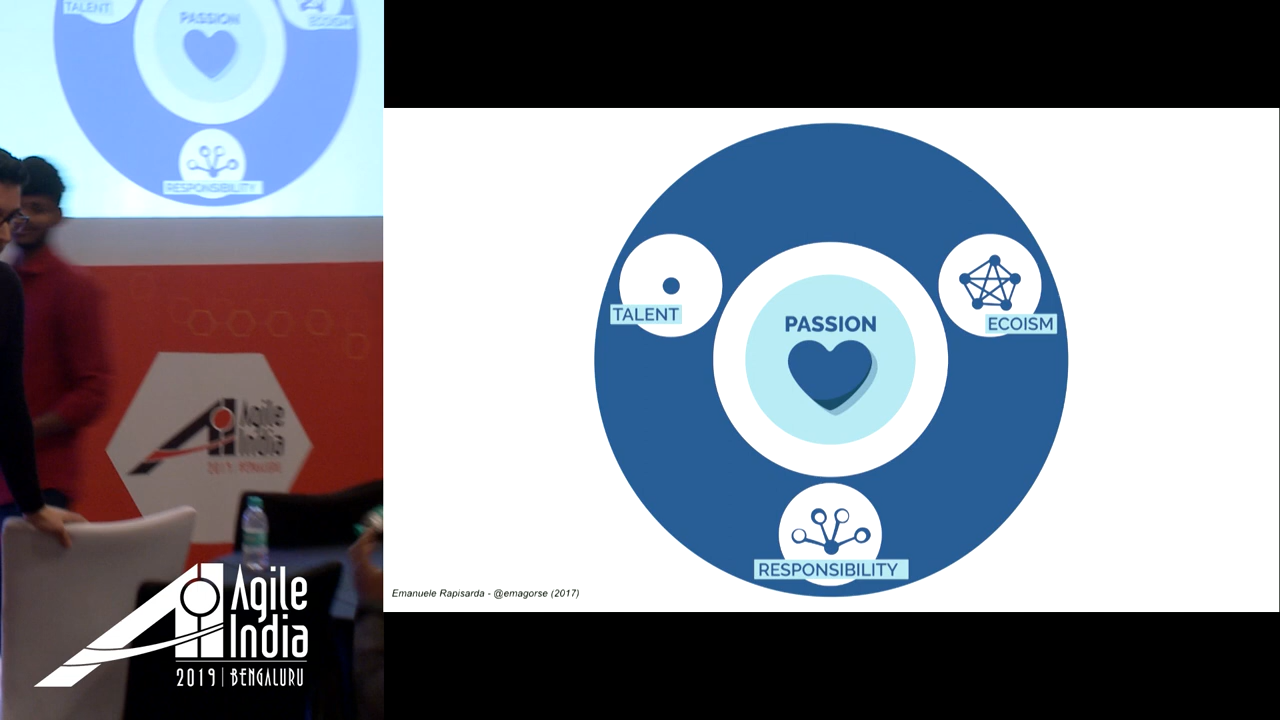 TALENT
PASSION
ECOISM
RESPONSIBILITY
Agile
India
2019 | BENGALURU
Agile
India
2019 | BENGALURU
PASSION
TALENT
ECOISM
RESPONSIBILITY
Emanuele Rapisarda - @emagorse (2017)